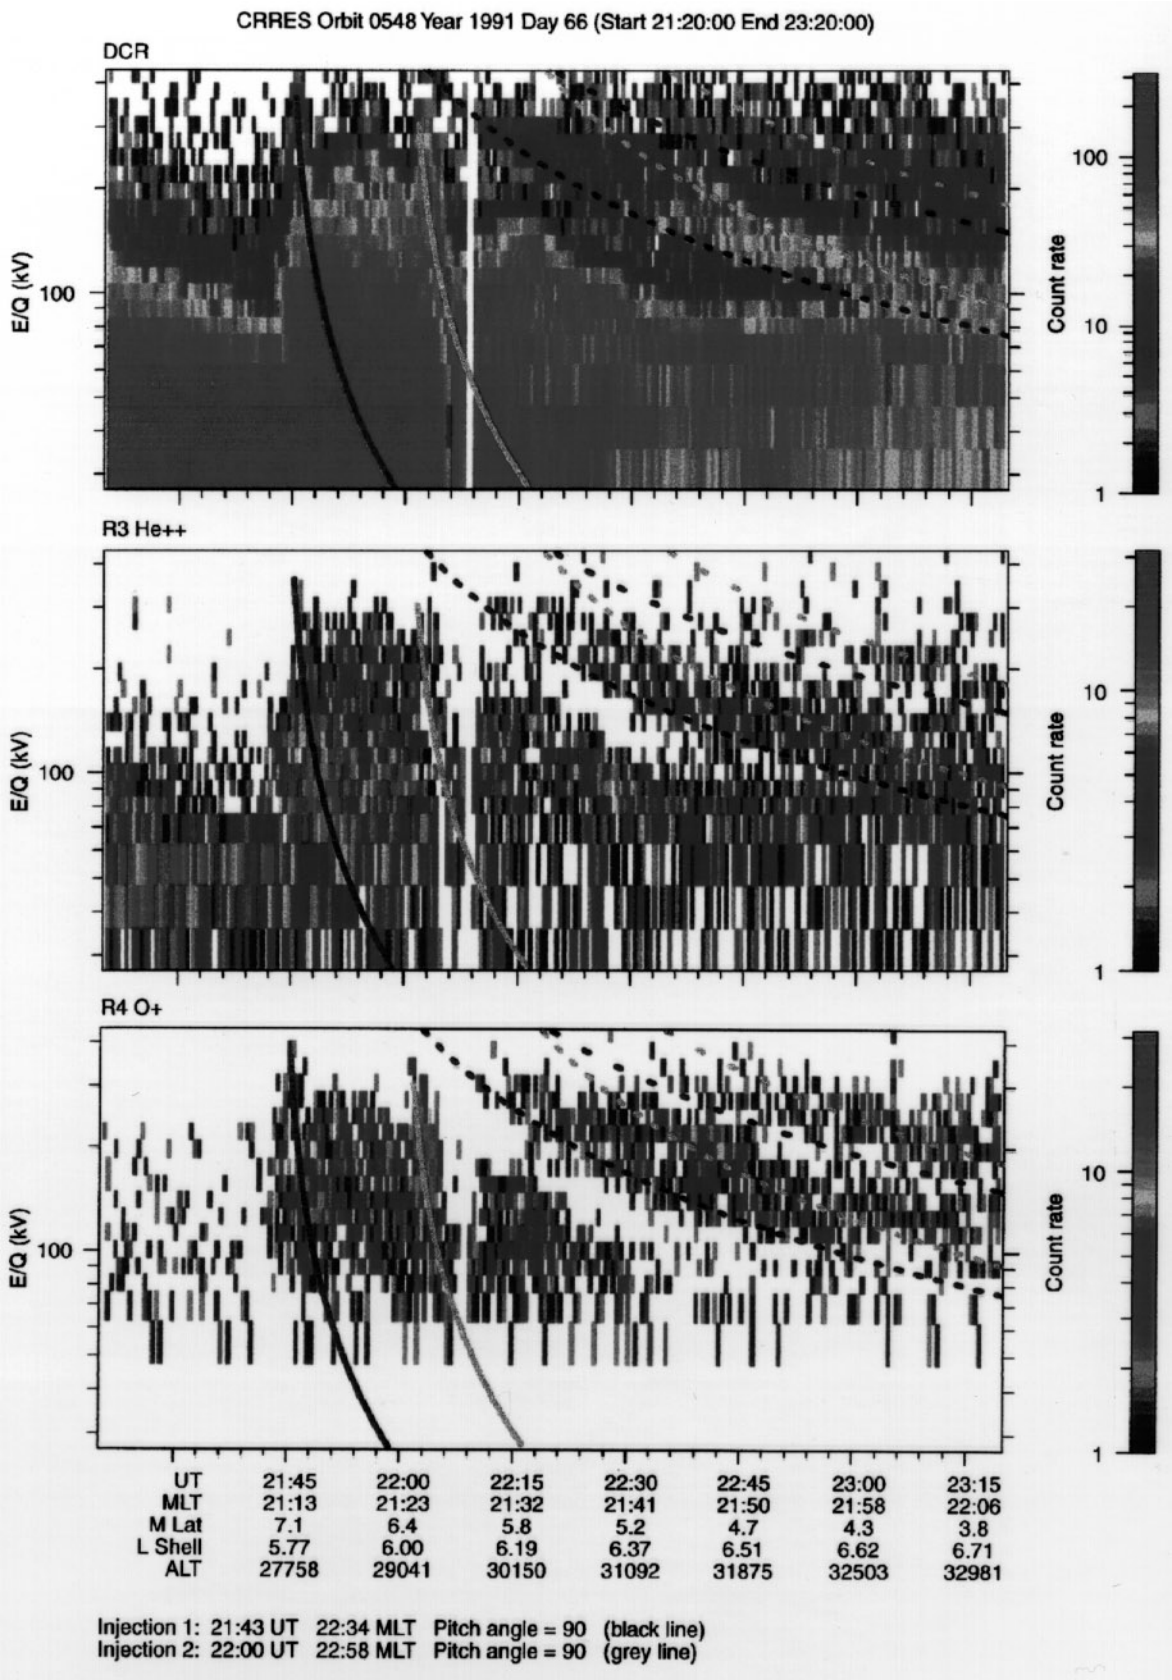 CRRES Orbit 0548 Year 1991 Day 66 (Start 21:20:00 End 23:20:00)
DCR
E/Q (kV)
100
Count rate
100
10
1
R3 He++
E/Q (kV)
100
Count rate
10
1
R4 O+
E/Q (kV)
100
Count rate
10
1
UT 21:45 22:00 22:15 22:30 22:45 23:00 23:15
MLT 21:13 21:23 21:32 21:41 21:50 21:58 22:06
M Lat 7.1 6.4 5.8 5.2 4.7 4.3 3.8
L Shell 5.77 6.00 6.19 6.37 6.51 6.62 6.71
ALT 27758 29041 30150 31092 31875 32503 32981
Injection 1: 21:43 UT 22:34 MLT Pitch angle = 90 (black line)
Injection 2: 22:00 UT 22:58 MLT Pitch angle = 90 (grey line)